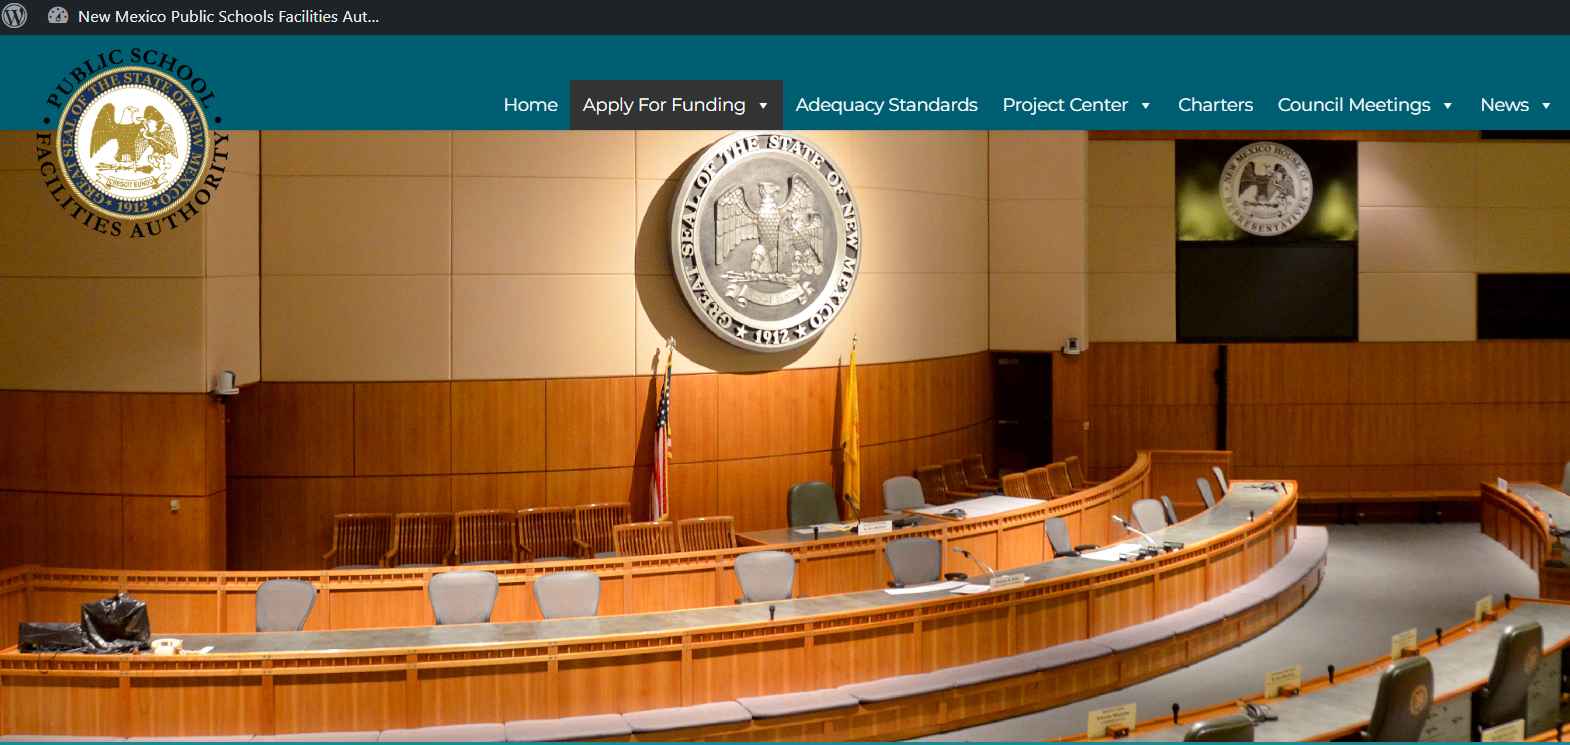 New Mexico Public Schools Facilities Aut...
PUBLIC SCHOOL
FACILITIES AUTHORITY
GREAT SEAL OF THE STATE OF NEW MEXICO
CRESCIT EUNDO
1912
Home
Apply For Funding
Adequacy Standards
Project Center
Charters
Council Meetings
News
GREAT SEAL OF THE STATE OF NEW MEXICO
1912
NEW MEXICO HOUSE OF
REPRESENTATIVES